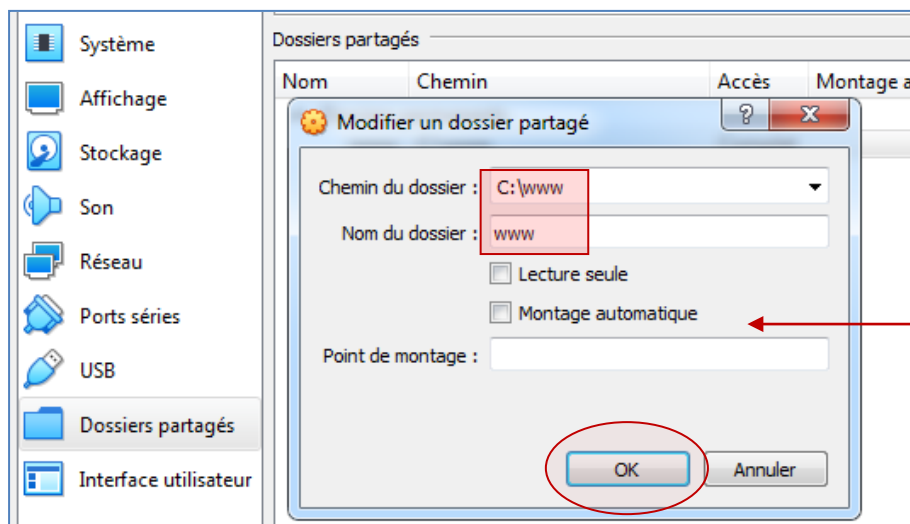 Système
Affichage
Stockage
Son
Réseau
Ports séries
USB
Dossiers partagés
Interface utilisateur
Dossiers partagés
Nom Chemin Accès Montage a
Modifier un dossier partagé
?
Chemin du dossier : C:\www
Nom du dossier : www
Lecture seule
Montage automatique
Point de montage :
OK Annuler